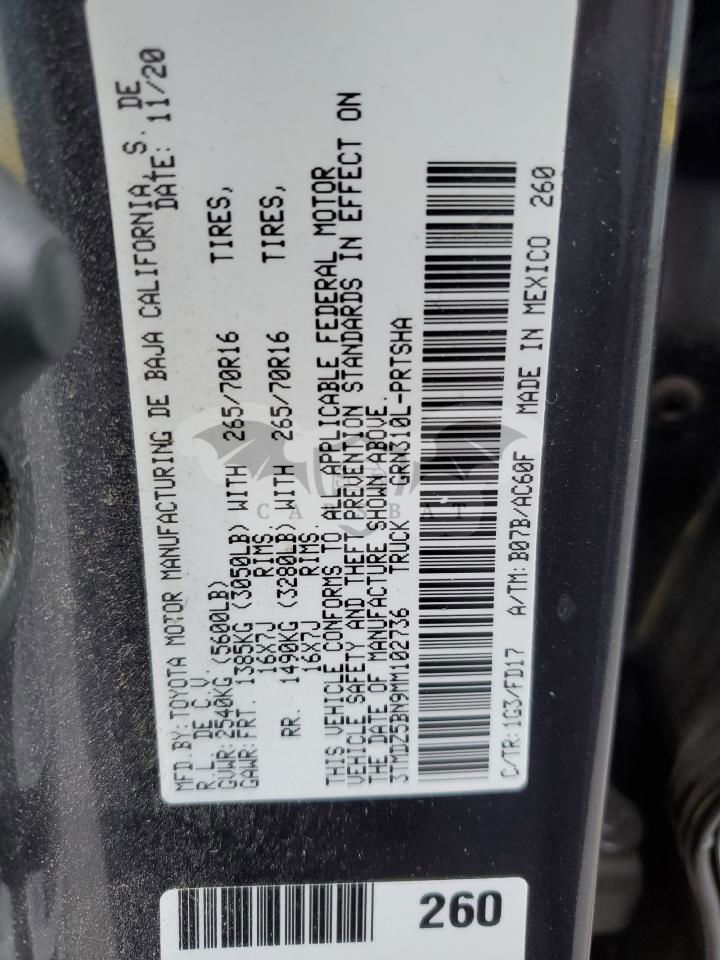 MFD.BY:TOYOTA MOTOR MANUFACTURING DE BAJA CALIFORNIA, S. DE
R.L. DE C.V. DATE: 11/20
GVWR:2540KG (5600LB)
GAWR:FRT. 1385KG (3050LB) WITH 265/70R16 TIRES,
16X7J RIMS.
RR. 1490KG (3280LB) WITH 265/70R16 TIRES,
16X7J RIMS.
THIS VEHICLE CONFORMS TO ALL APPLICABLE FEDERAL MOTOR
VEHICLE SAFETY AND THEFT PREVENTION STANDARDS IN EFFECT ON
THE DATE OF MANUFACTURE SHOWN ABOVE.
3TMDZ5BN9MM102736 TRUCK GRN310L-PRTSHA
C/TR:1G3/FD17 A/TM:B07B/AC60F MADE IN MEXICO 260
260
CARSBAT